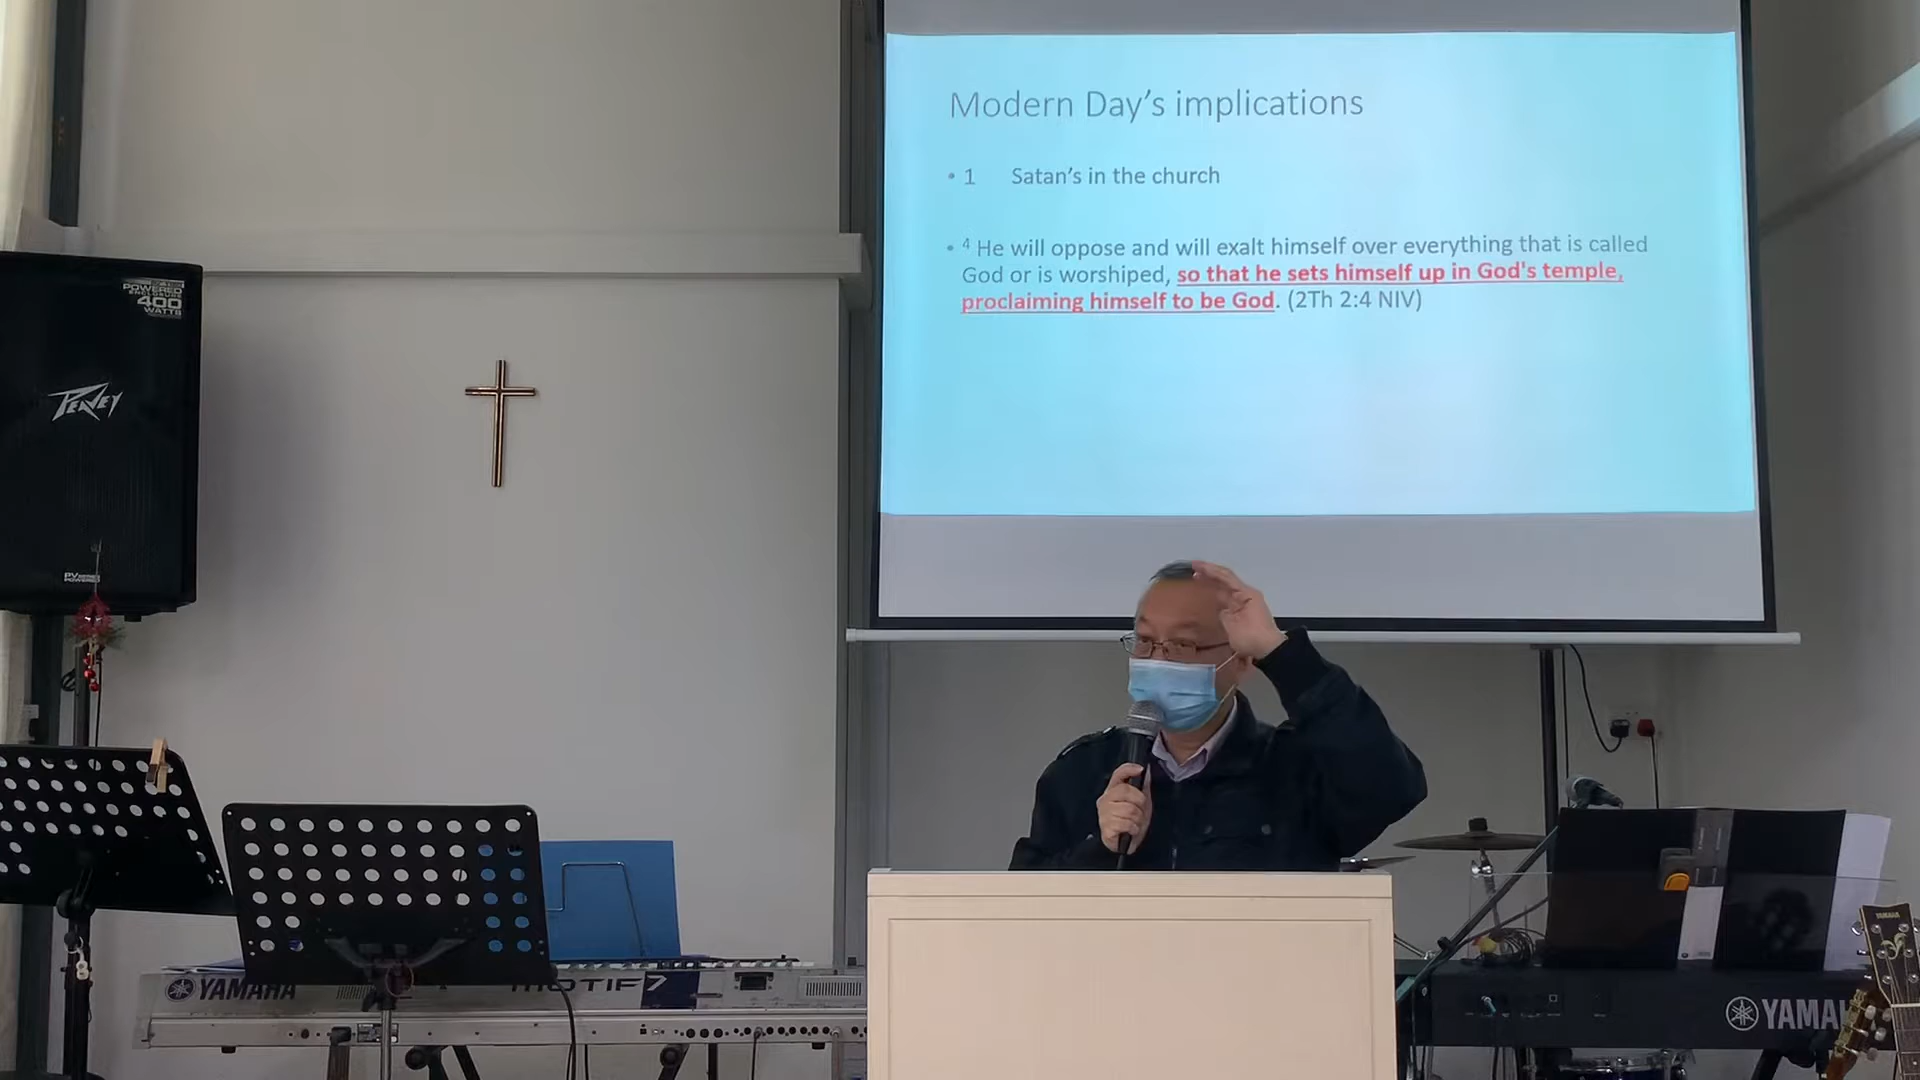 Modern Day's implications
• 1 Satan's in the church
• 4 He will oppose and will exalt himself over everything that is called
God or is worshiped, so that he sets himself up in God's temple,
proclaiming himself to be God. (2Th 2:4 NIV)
POWERED
ENCLOSURE
400
WATTS
PEAVEY
YAMAHA
MOTIF7
YAMAHA
YAMA